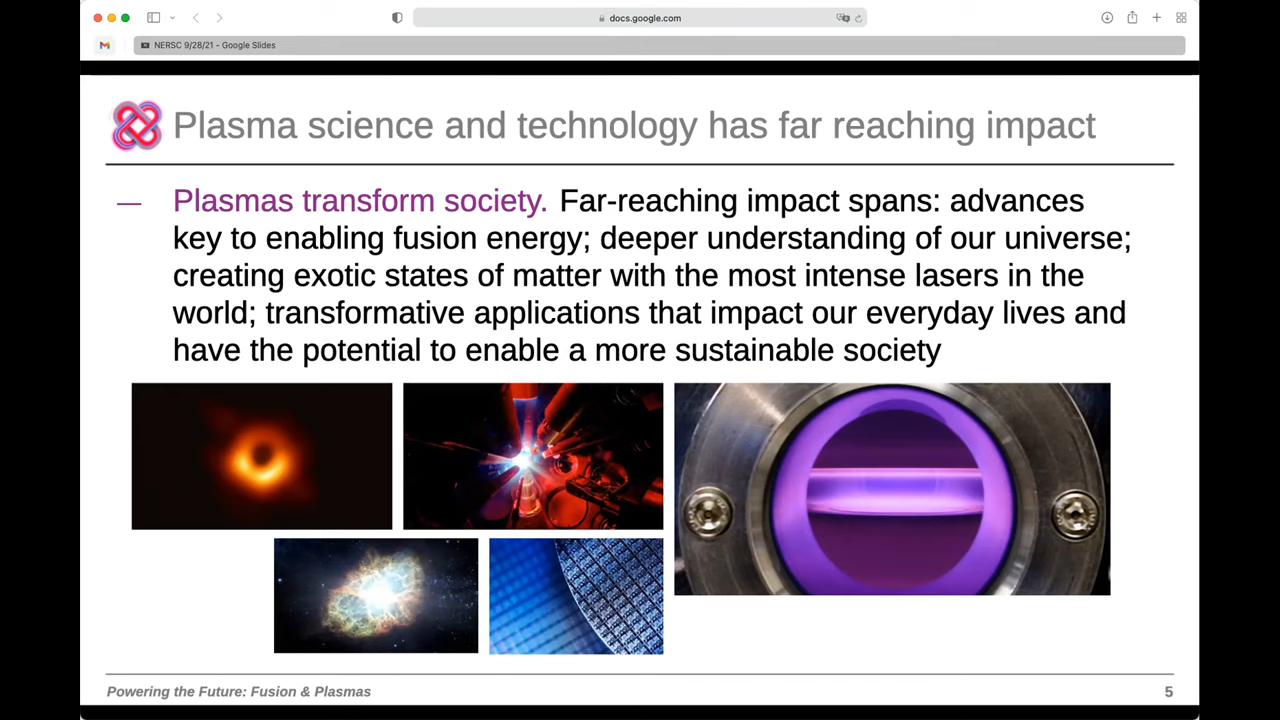 docs.google.com
NERSC 9/28/21 - Google Slides
Plasma science and technology has far reaching impact
— Plasmas transform society. Far-reaching impact spans: advances
key to enabling fusion energy; deeper understanding of our universe;
creating exotic states of matter with the most intense lasers in the
world; transformative applications that impact our everyday lives and
have the potential to enable a more sustainable society
Powering the Future: Fusion & Plasmas
5